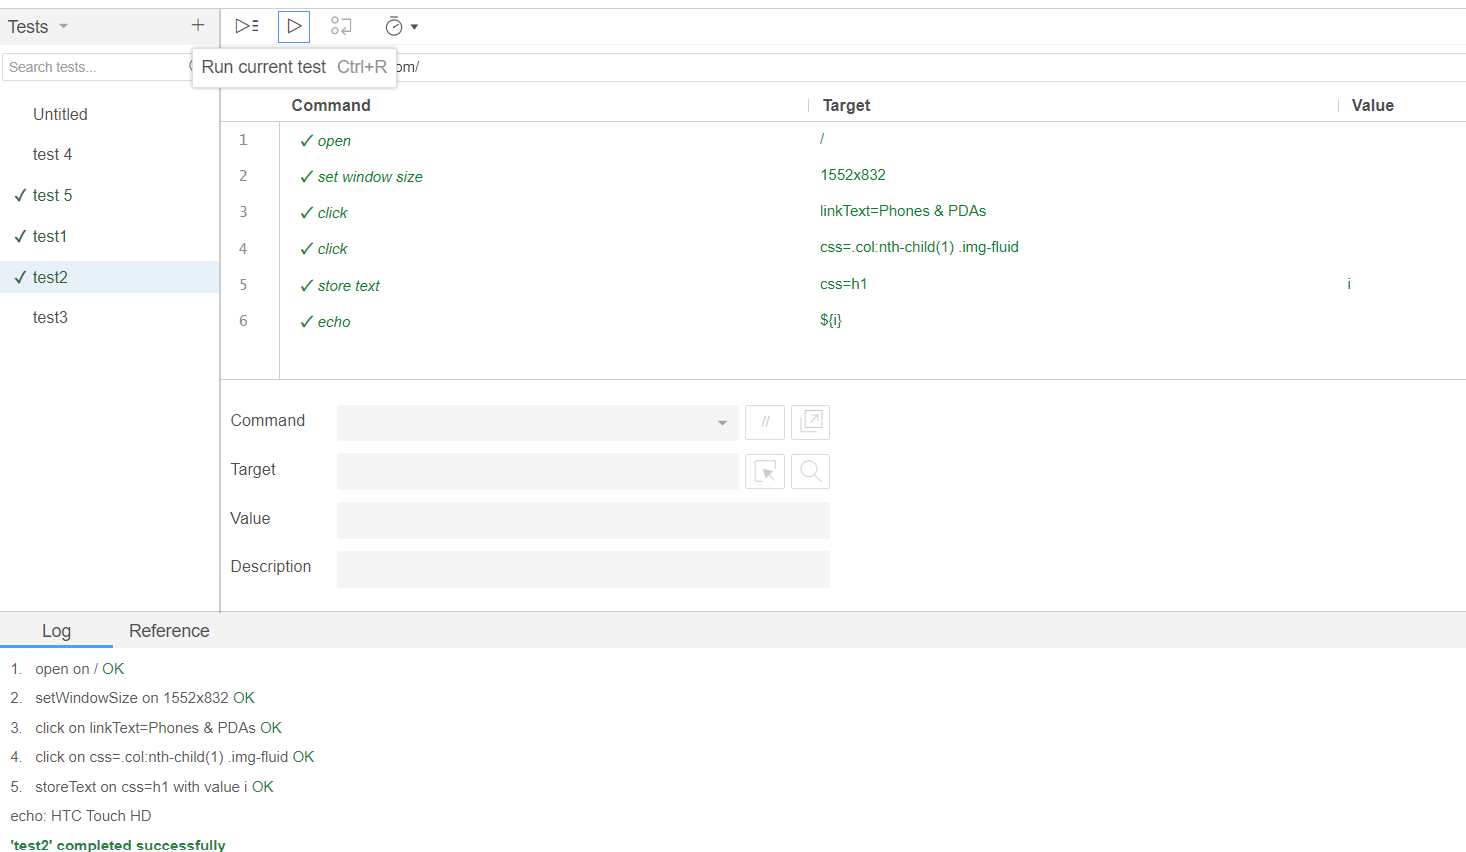 Tests
Search tests...
Run current test Ctrl+R
om/
Untitled
test 4
✓ test 5
✓ test1
✓ test2
test3
Command Target Value
1 ✓ open /
2 ✓ set window size 1552x832
3 ✓ click linkText=Phones & PDAs
4 ✓ click css=.col:nth-child(1) .img-fluid
5 ✓ store text css=h1 i
6 ✓ echo ${i}
Command //
Target
Value
Description
Log Reference
1. open on / OK
2. setWindowSize on 1552x832 OK
3. click on linkText=Phones & PDAs OK
4. click on css=.col:nth-child(1) .img-fluid OK
5. storeText on css=h1 with value i OK
echo: HTC Touch HD
'test2' completed successfully